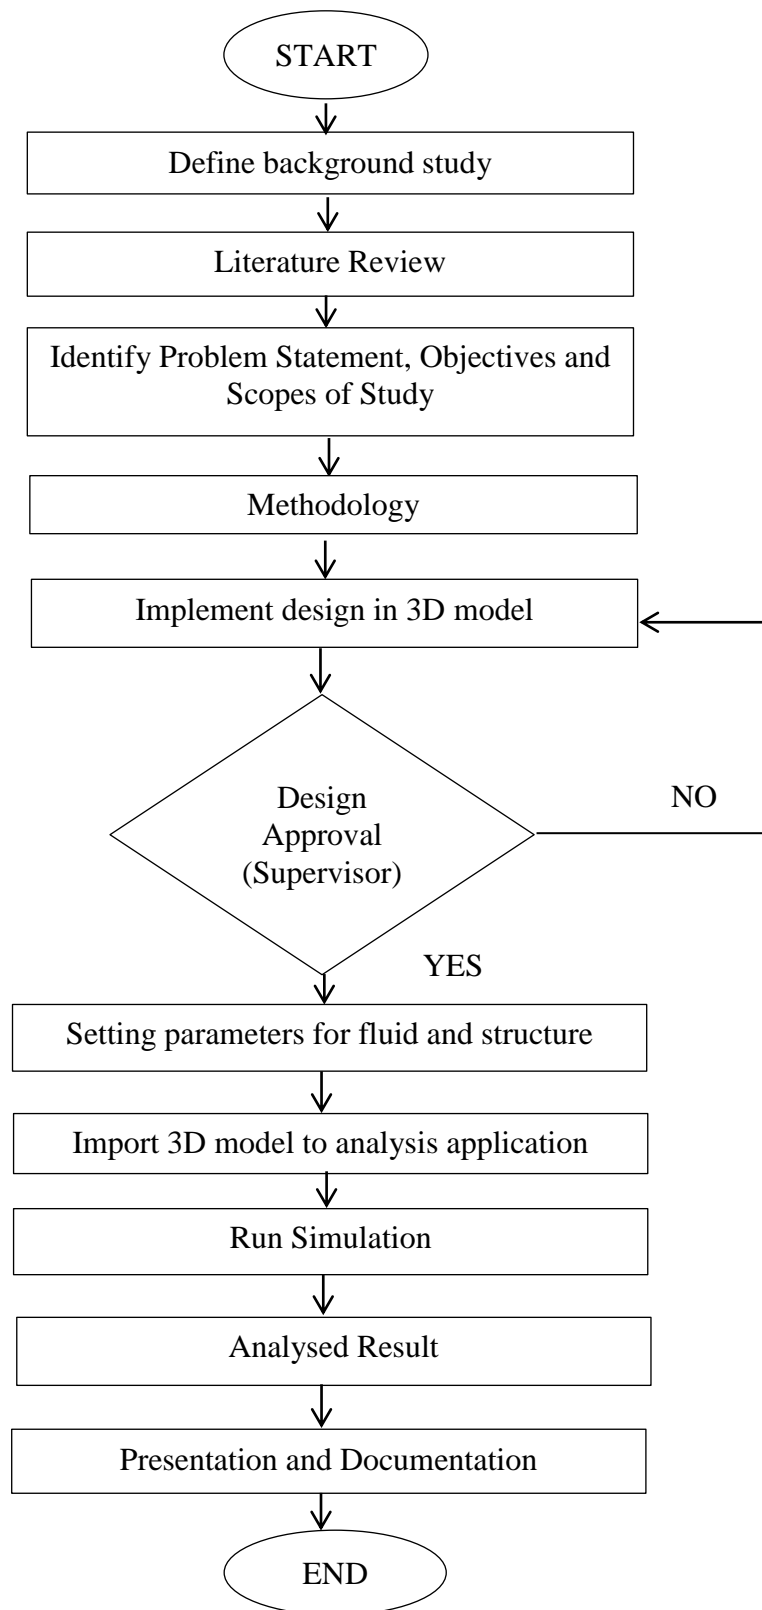 START
Define background study
Literature Review
Identify Problem Statement, Objectives and
Scopes of Study
Methodology
Implement design in 3D model
Design
Approval
(Supervisor)
NO
YES
Setting parameters for fluid and structure
Import 3D model to analysis application
Run Simulation
Analysed Result
Presentation and Documentation
END